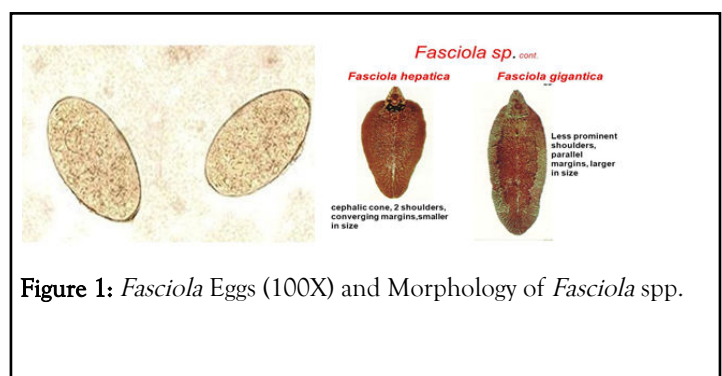 Fasciola sp. cont.
Fasciola hepatica
Fasciola gigantica
cephalic cone, 2 shoulders,
converging margins,smaller
in size
Less prominent
shoulders,
parallel
margins, larger
in size
Figure 1: Fasciola Eggs (100X) and Morphology of Fasciola spp.